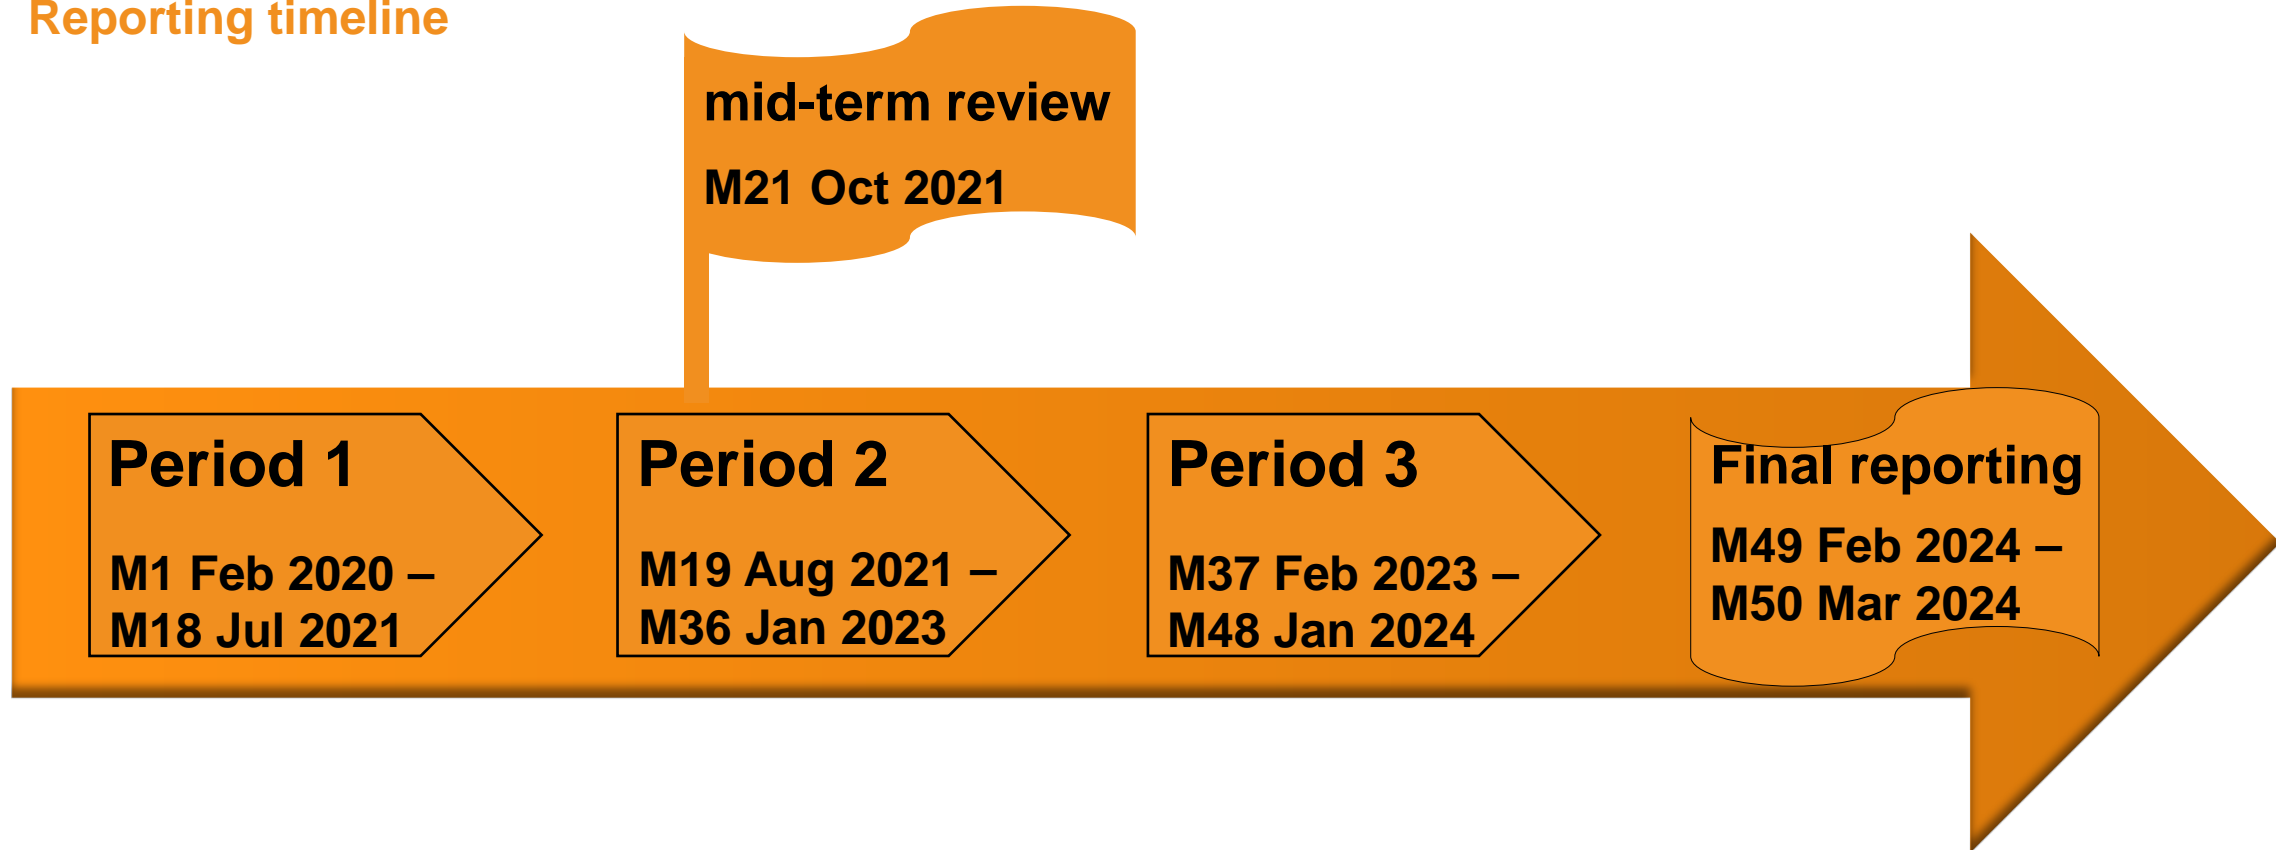 Reporting timeline
mid-term review
M21 Oct 2021
Period 1
M1 Feb 2020 –
M18 Jul 2021
Period 2
M19 Aug 2021 –
M36 Jan 2023
Period 3
M37 Feb 2023 –
M48 Jan 2024
Final reporting
M49 Feb 2024 –
M50 Mar 2024